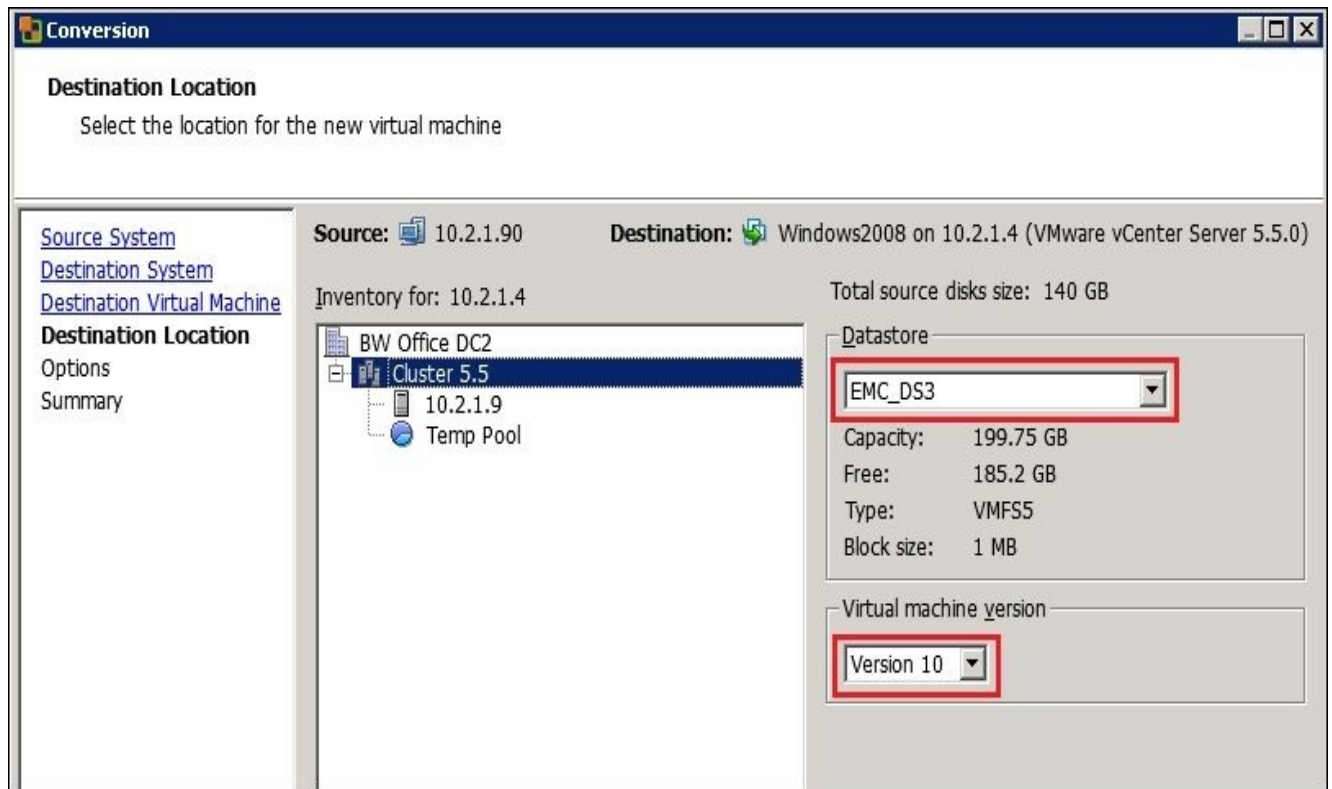 Conversion
Destination Location
Select the location for the new virtual machine
Source System
Destination System
Destination Virtual Machine
Destination Location
Options
Summary
Source: 10.2.1.90 Destination: Windows2008 on 10.2.1.4 (VMware vCenter Server 5.5.0)
Inventory for: 10.2.1.4
BW Office DC2
Cluster 5.5
10.2.1.9
Temp Pool
Total source disks size: 140 GB
Datastore
EMC_DS3
Capacity: 199.75 GB
Free: 185.2 GB
Type: VMFS5
Block size: 1 MB
Virtual machine version
Version 10